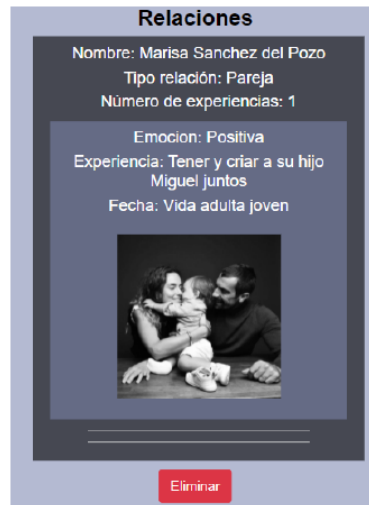 Relaciones
Nombre: Marisa Sanchez del Pozo
Tipo relación: Pareja
Número de experiencias: 1
Emocion: Positiva
Experiencia: Tener y criar a su hijo
Miguel juntos
Fecha: Vida adulta joven
Eliminar